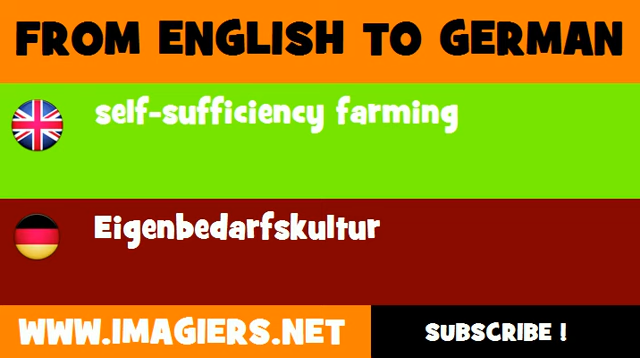 FROM ENGLISH TO GERMAN
self-sufficiency farming
Eigenbedarfskultur
WWW.IMAGIERS.NET
SUBSCRIBE !